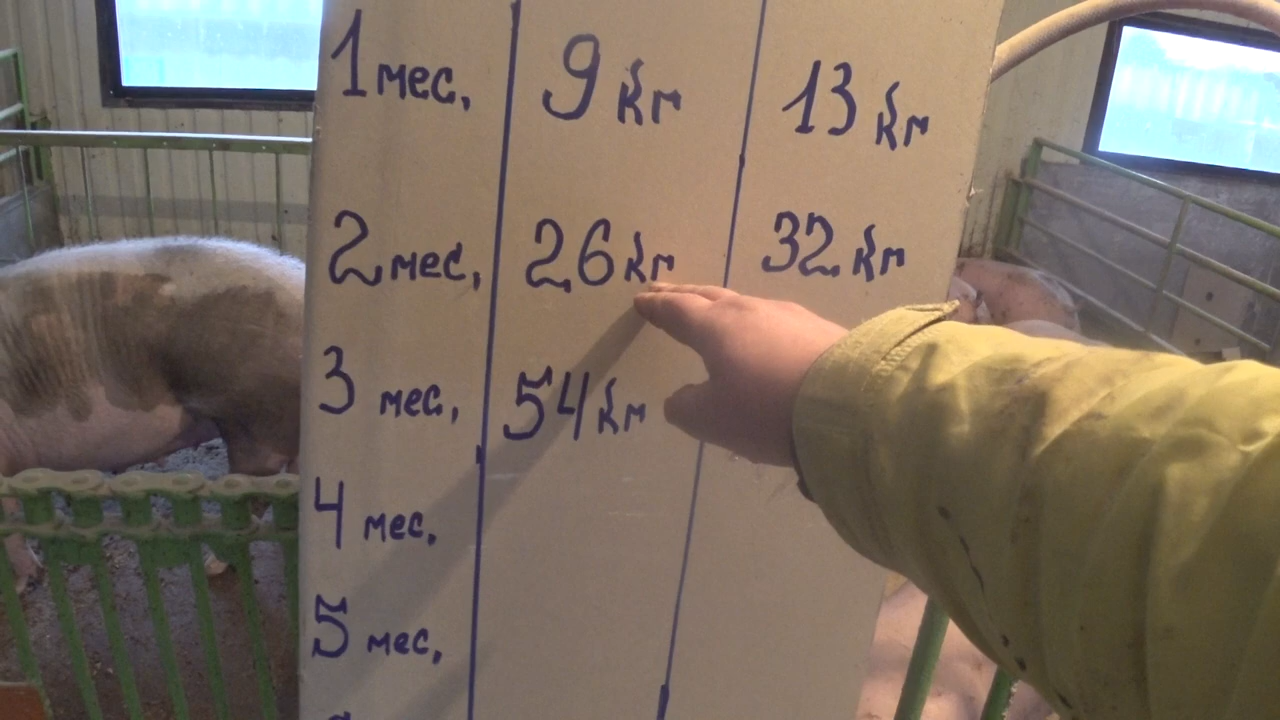 1 мес. 9 кг 13 кг
2 мес. 26 кг 32 кг
3 мес. 54 кг
4 мес.
5 мес.